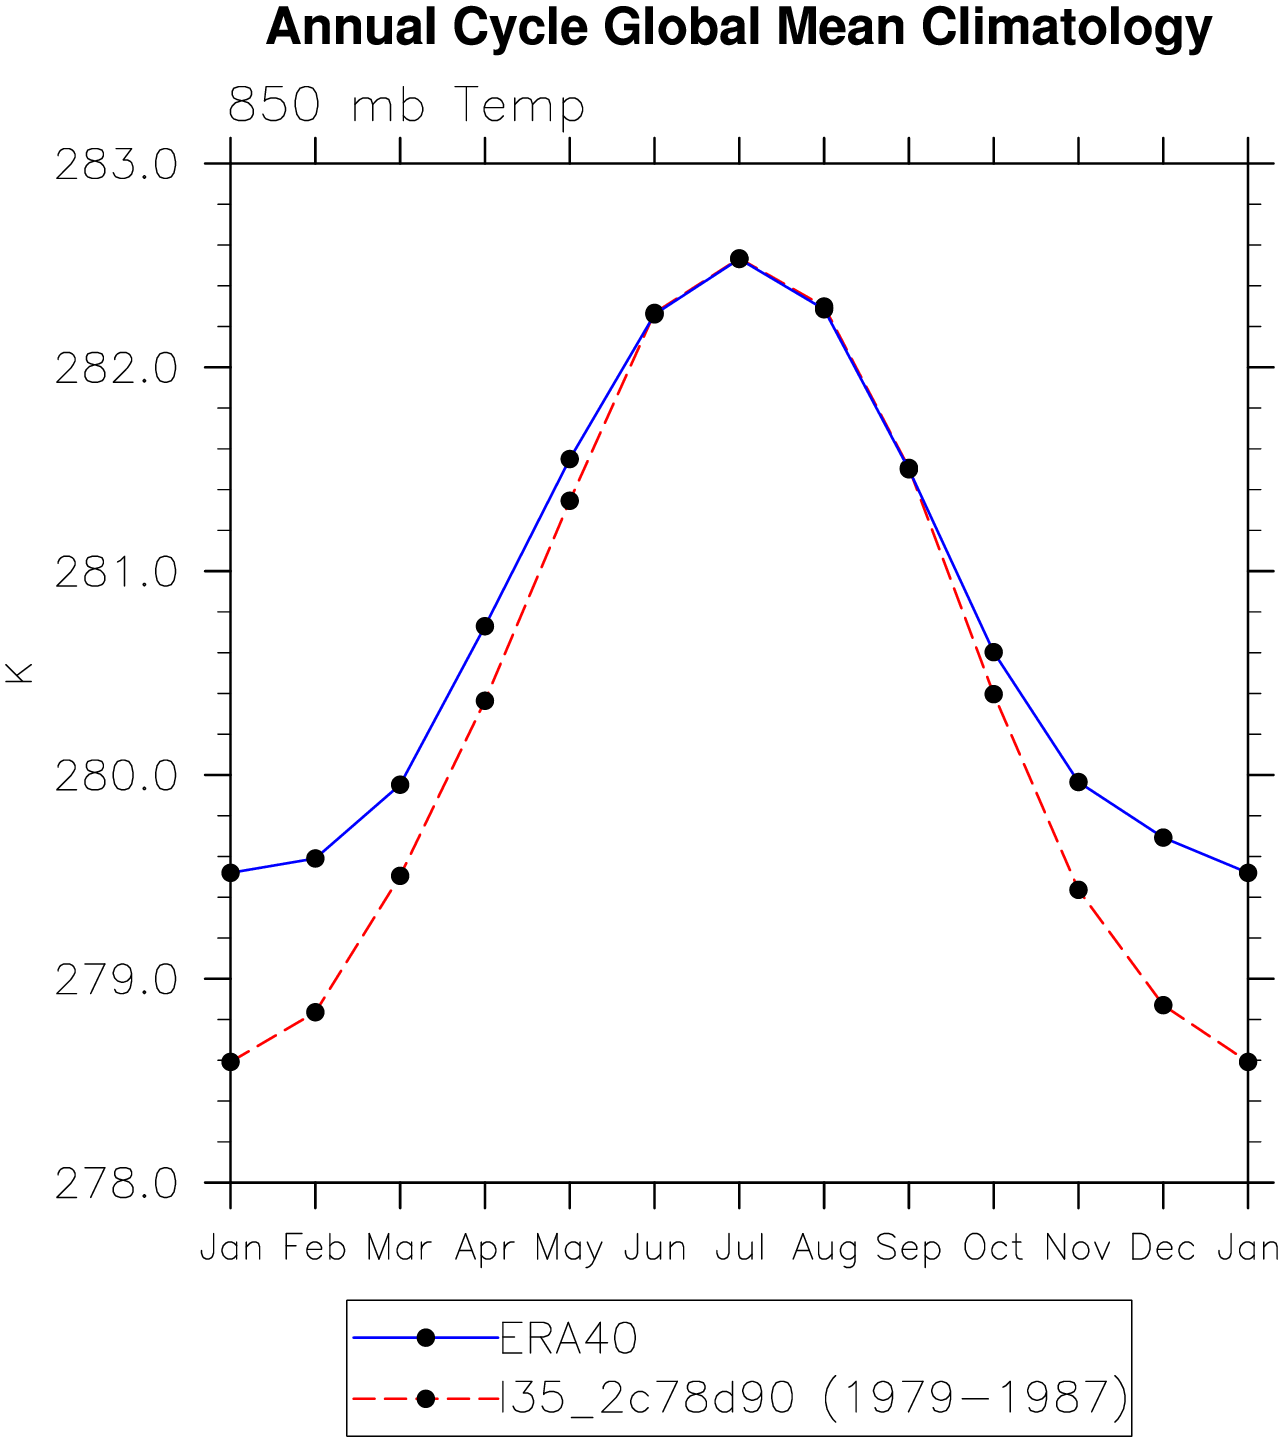 Annual Cycle Global Mean Climatology
850 mb Temp
283.0
282.0
281.0
280.0
279.0
278.0
K
Jan Feb Mar Apr May Jun Jul Aug Sep Oct Nov Dec Jan
ERA40
I35_2c78d90 (1979-1987)